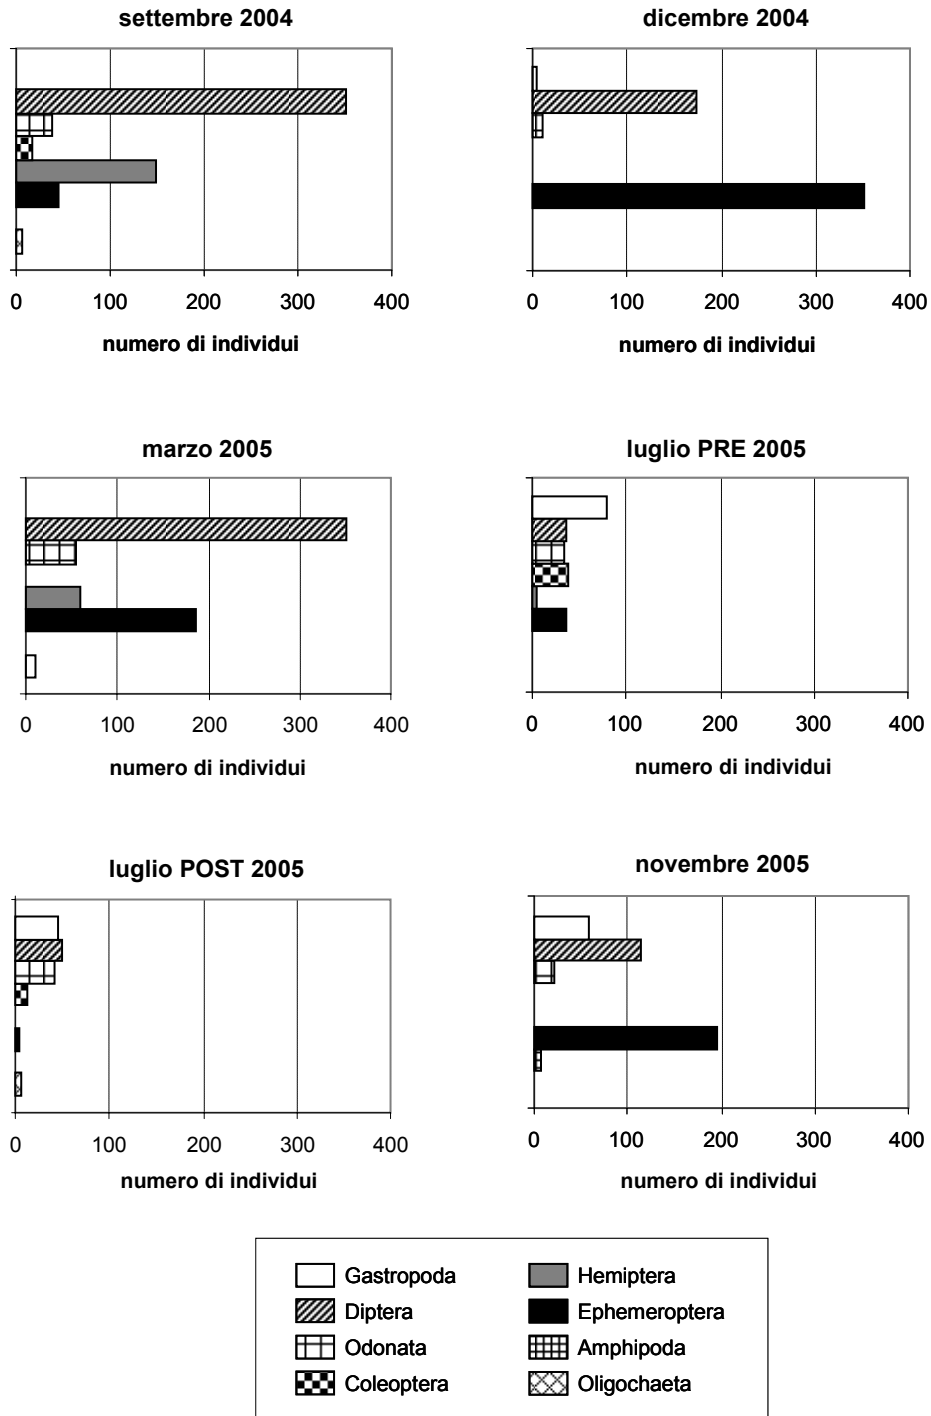 settembre 2004
0 100 200 300 400
numero di individui
dicembre 2004
0 100 200 300 400
numero di individui
marzo 2005
0 100 200 300 400
numero di individui
luglio PRE 2005
0 100 200 300 400
numero di individui
luglio POST 2005
0 100 200 300 400
numero di individui
novembre 2005
0 100 200 300 400
numero di individui
Gastropoda
Diptera
Odonata
Coleoptera
Hemiptera
Ephemeroptera
Amphipoda
Oligochaeta